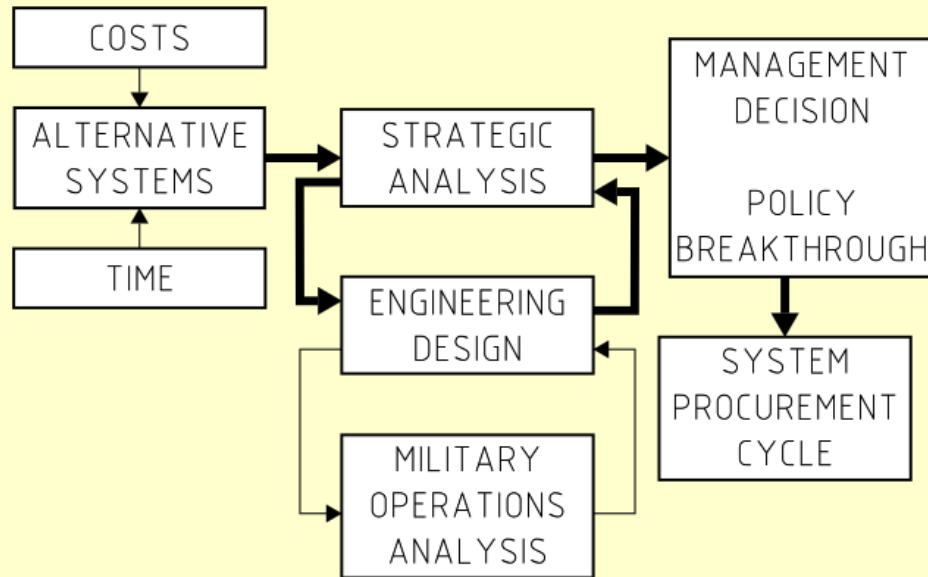 COSTS
ALTERNATIVE
SYSTEMS
TIME
STRATEGIC
ANALYSIS
ENGINEERING
DESIGN
MILITARY
OPERATIONS
ANALYSIS
MANAGEMENT
DECISION
POLICY
BREAKTHROUGH
SYSTEM
PROCUREMENT
CYCLE